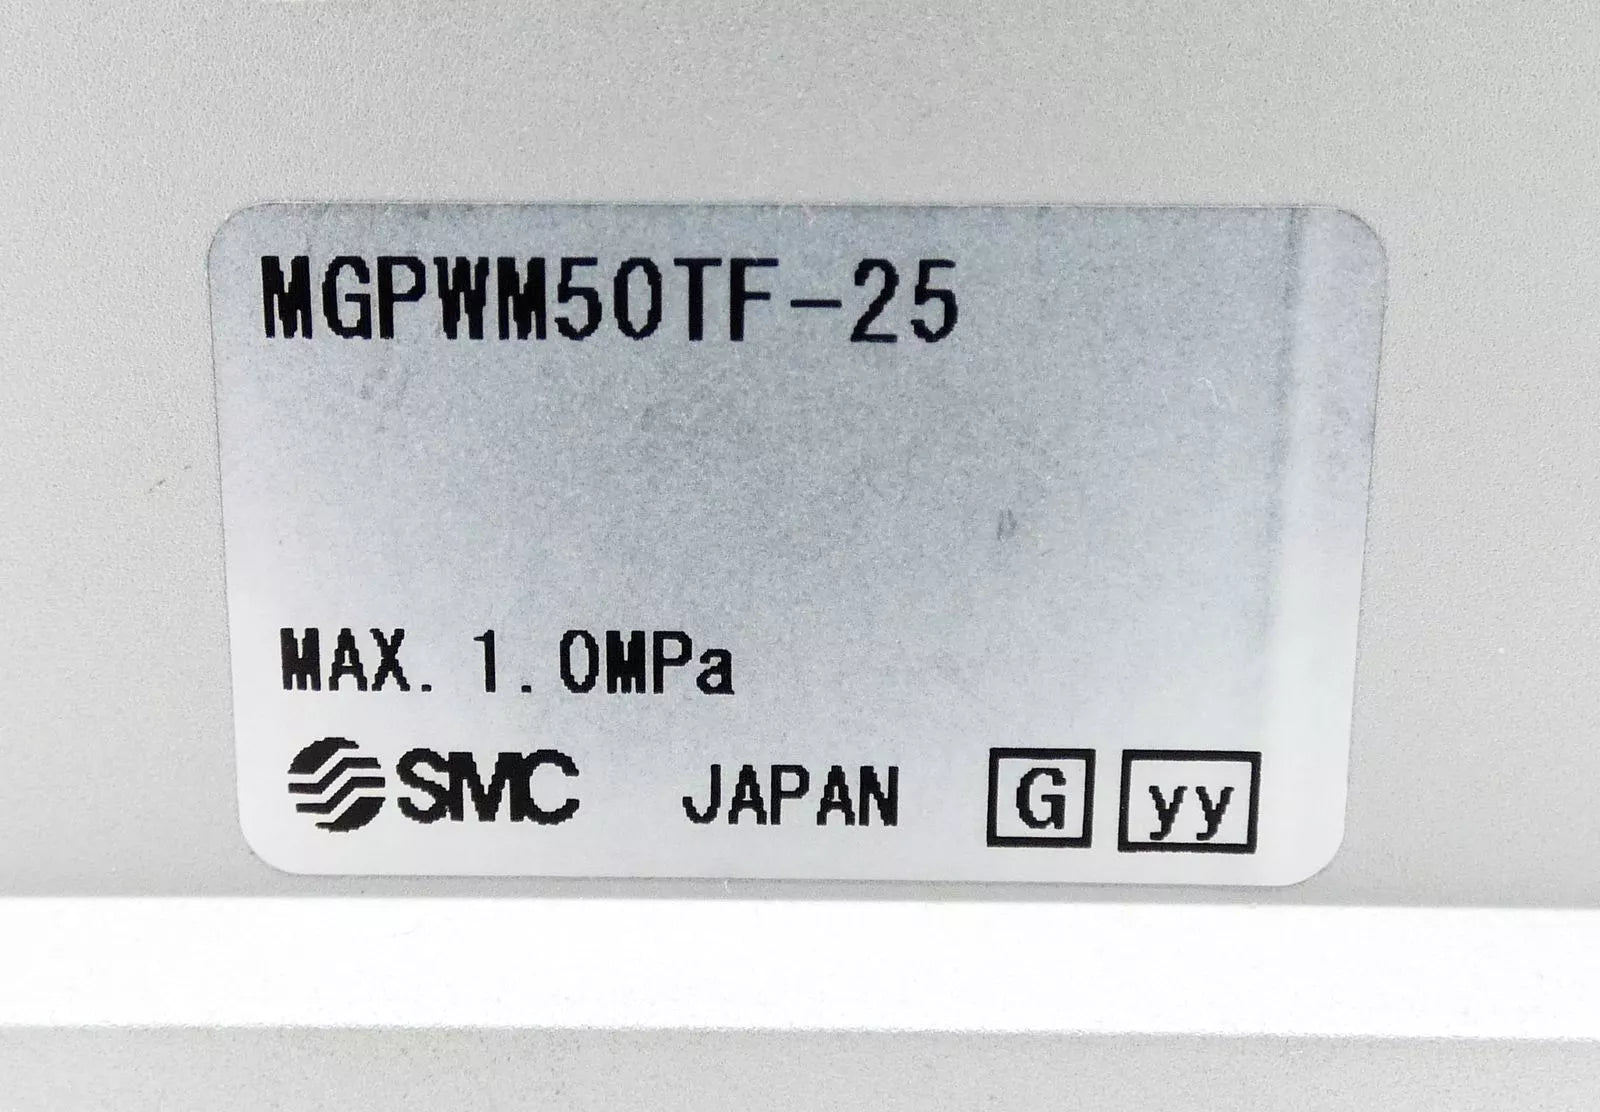 MGPWM50TF-25
MAX. 1.0MPa
SMC JAPAN G yy